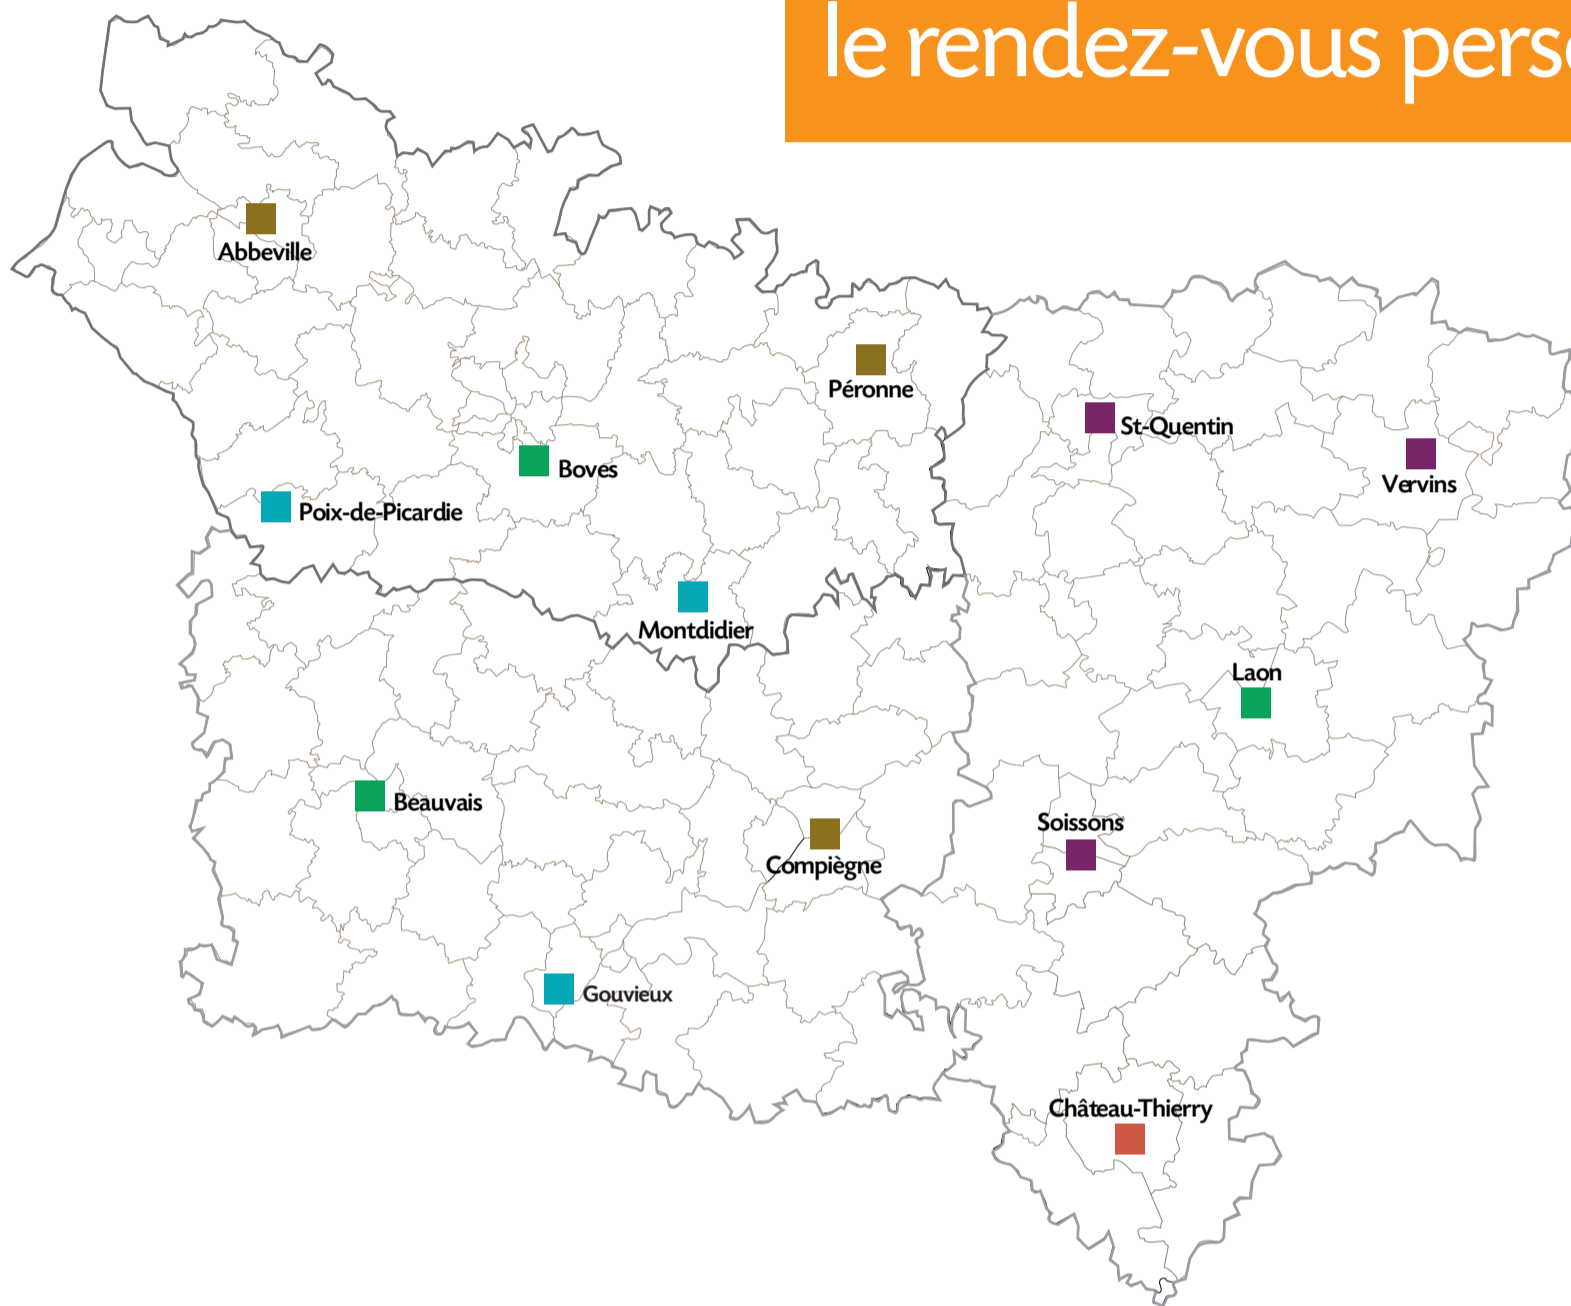 le rendez-vous pers
Abbeville
Péronne
St-Quentin
Vervins
Boves
Poix-de-Picardie
Montdidier
Laon
Beauvais
Soissons
Compiègne
Gouvieux
Château-Thierry